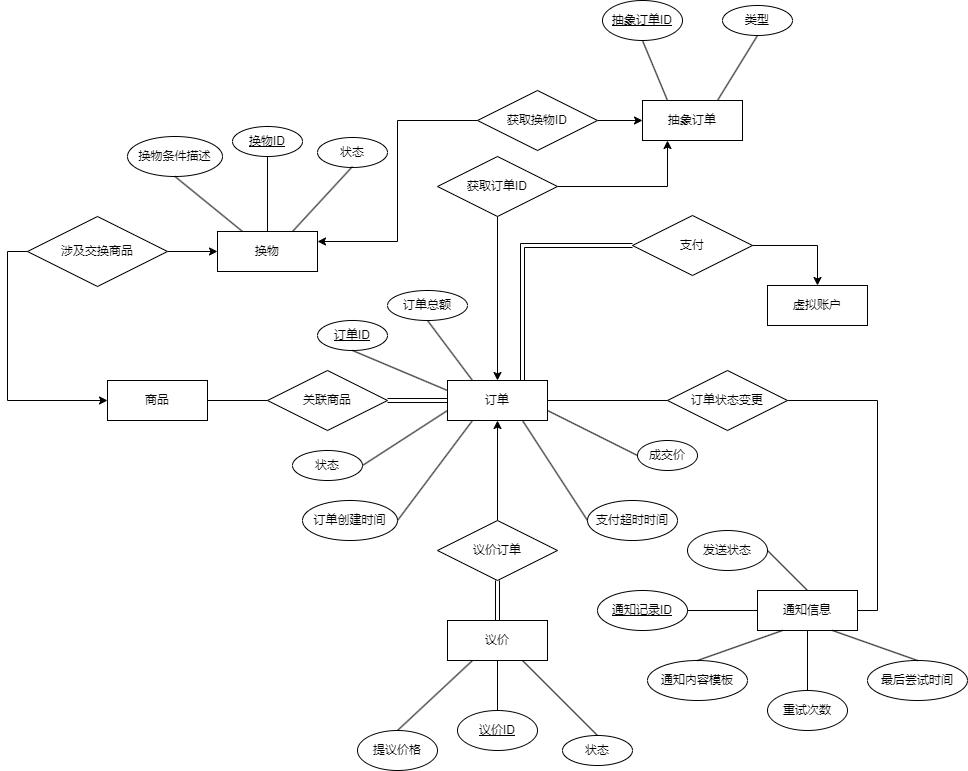 抽象订单ID
类型
获取换物ID
抽象订单
换物条件描述
换物ID
状态
获取订单ID
涉及交换商品
换物
支付
虚拟账户
订单总额
订单ID
商品
关联商品
订单
订单状态变更
状态
成交价
订单创建时间
支付超时时间
议价订单
发送状态
通知记录ID
通知信息
议价
通知内容模板
最后尝试时间
重试次数
提议价格
议价ID
状态